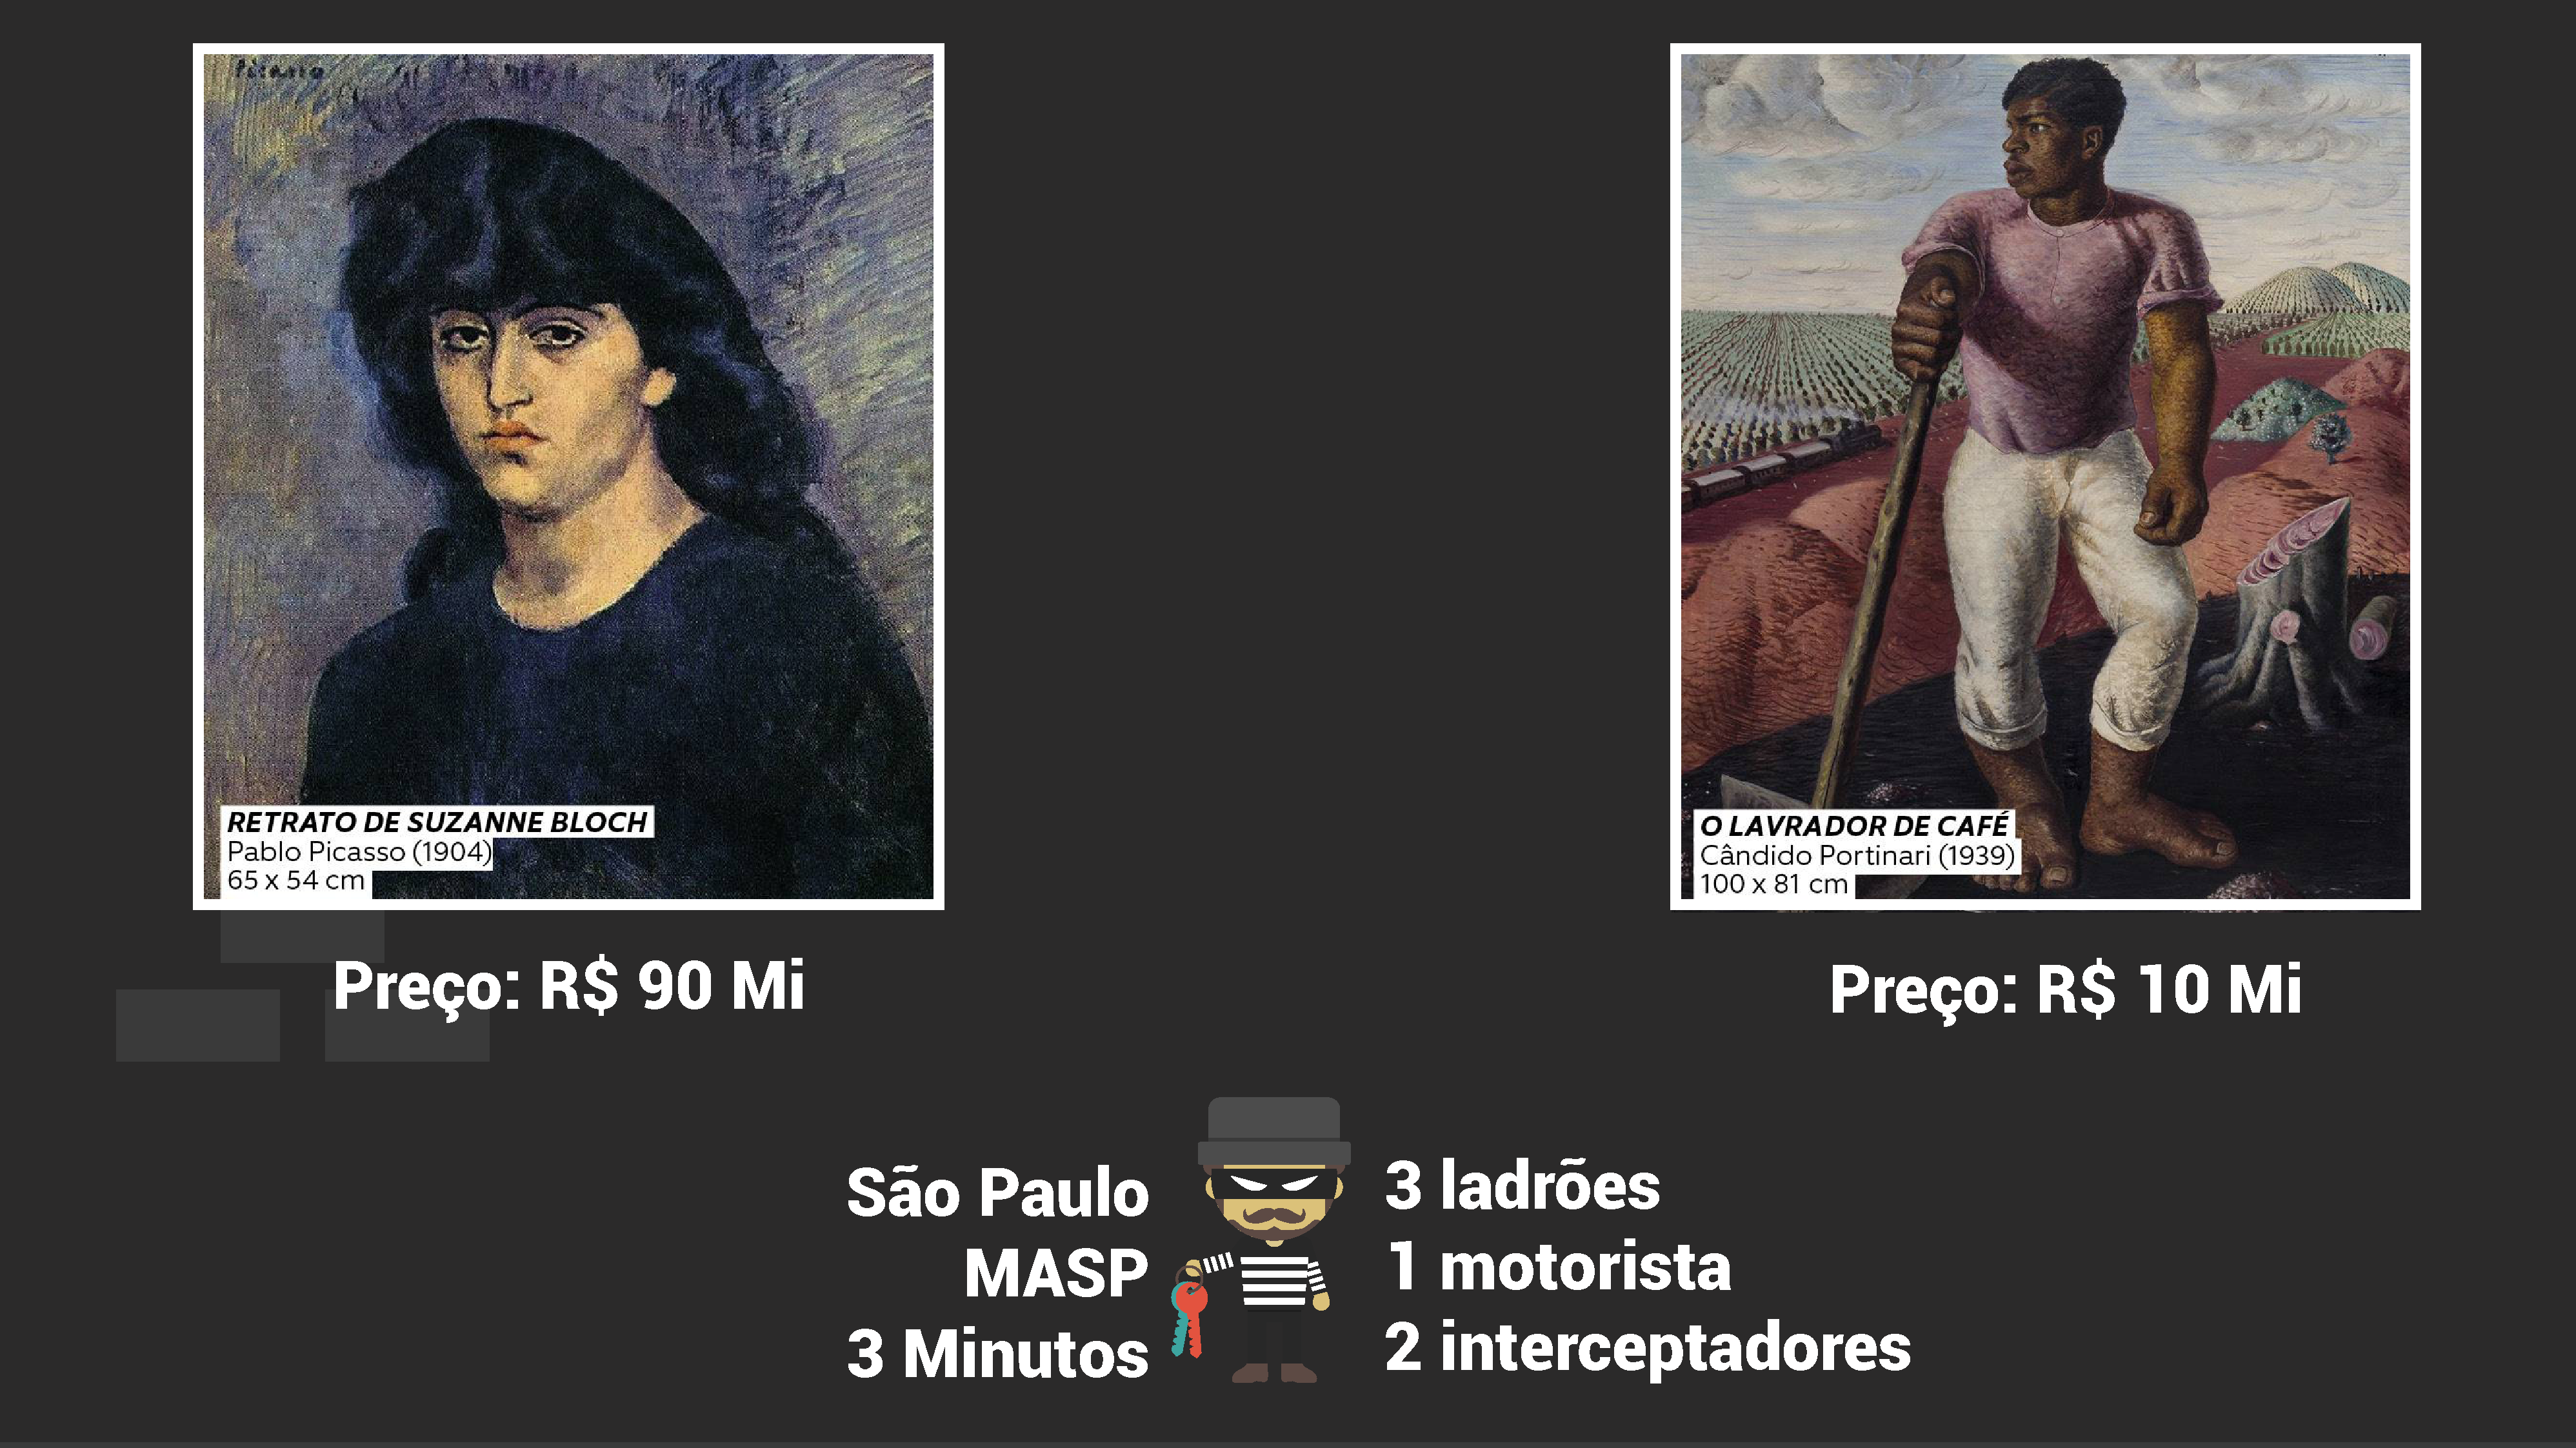 Picasso
RETRATO DE SUZANNE BLOCH
Pablo Picasso (1904)
65 x 54 cm
Preço: R$ 90 Mi
O LAVRADOR DE CAFÉ
Cândido Portinari (1939)
100 x 81 cm
Preço: R$ 10 Mi
São Paulo
MASP
3 Minutos
3 ladrões
1 motorista
2 interceptadores